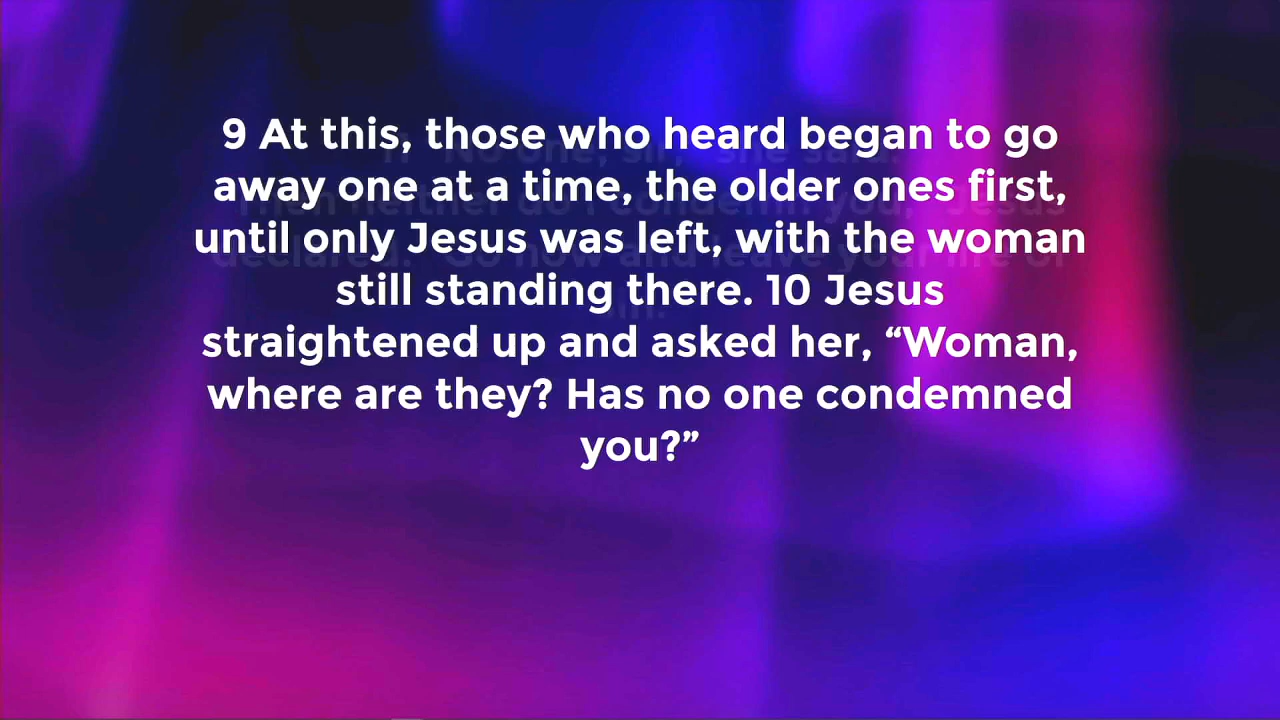 9 At this, those who heard began to go
away one at a time, the older ones first,
until only Jesus was left, with the woman
still standing there. 10 Jesus
straightened up and asked her, “Woman,
where are they? Has no one condemned
you?”